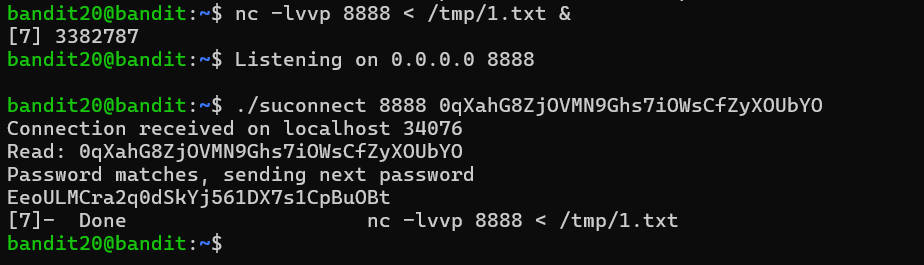 bandit20@bandit:~$ nc -lvvp 8888 < /tmp/1.txt &
[7] 3382787
bandit20@bandit:~$ Listening on 0.0.0.0 8888
bandit20@bandit:~$ ./suconnect 8888 0qXahG8ZjOVMN9Ghs7iOWsCfZyXOUbYO
Connection received on localhost 34076
Read: 0qXahG8ZjOVMN9Ghs7iOWsCfZyXOUbYO
Password matches, sending next password
EeoULMCra2q0dSkYj561DX7s1CpBuOBt
[7]-  Done                    nc -lvvp 8888 < /tmp/1.txt
bandit20@bandit:~$